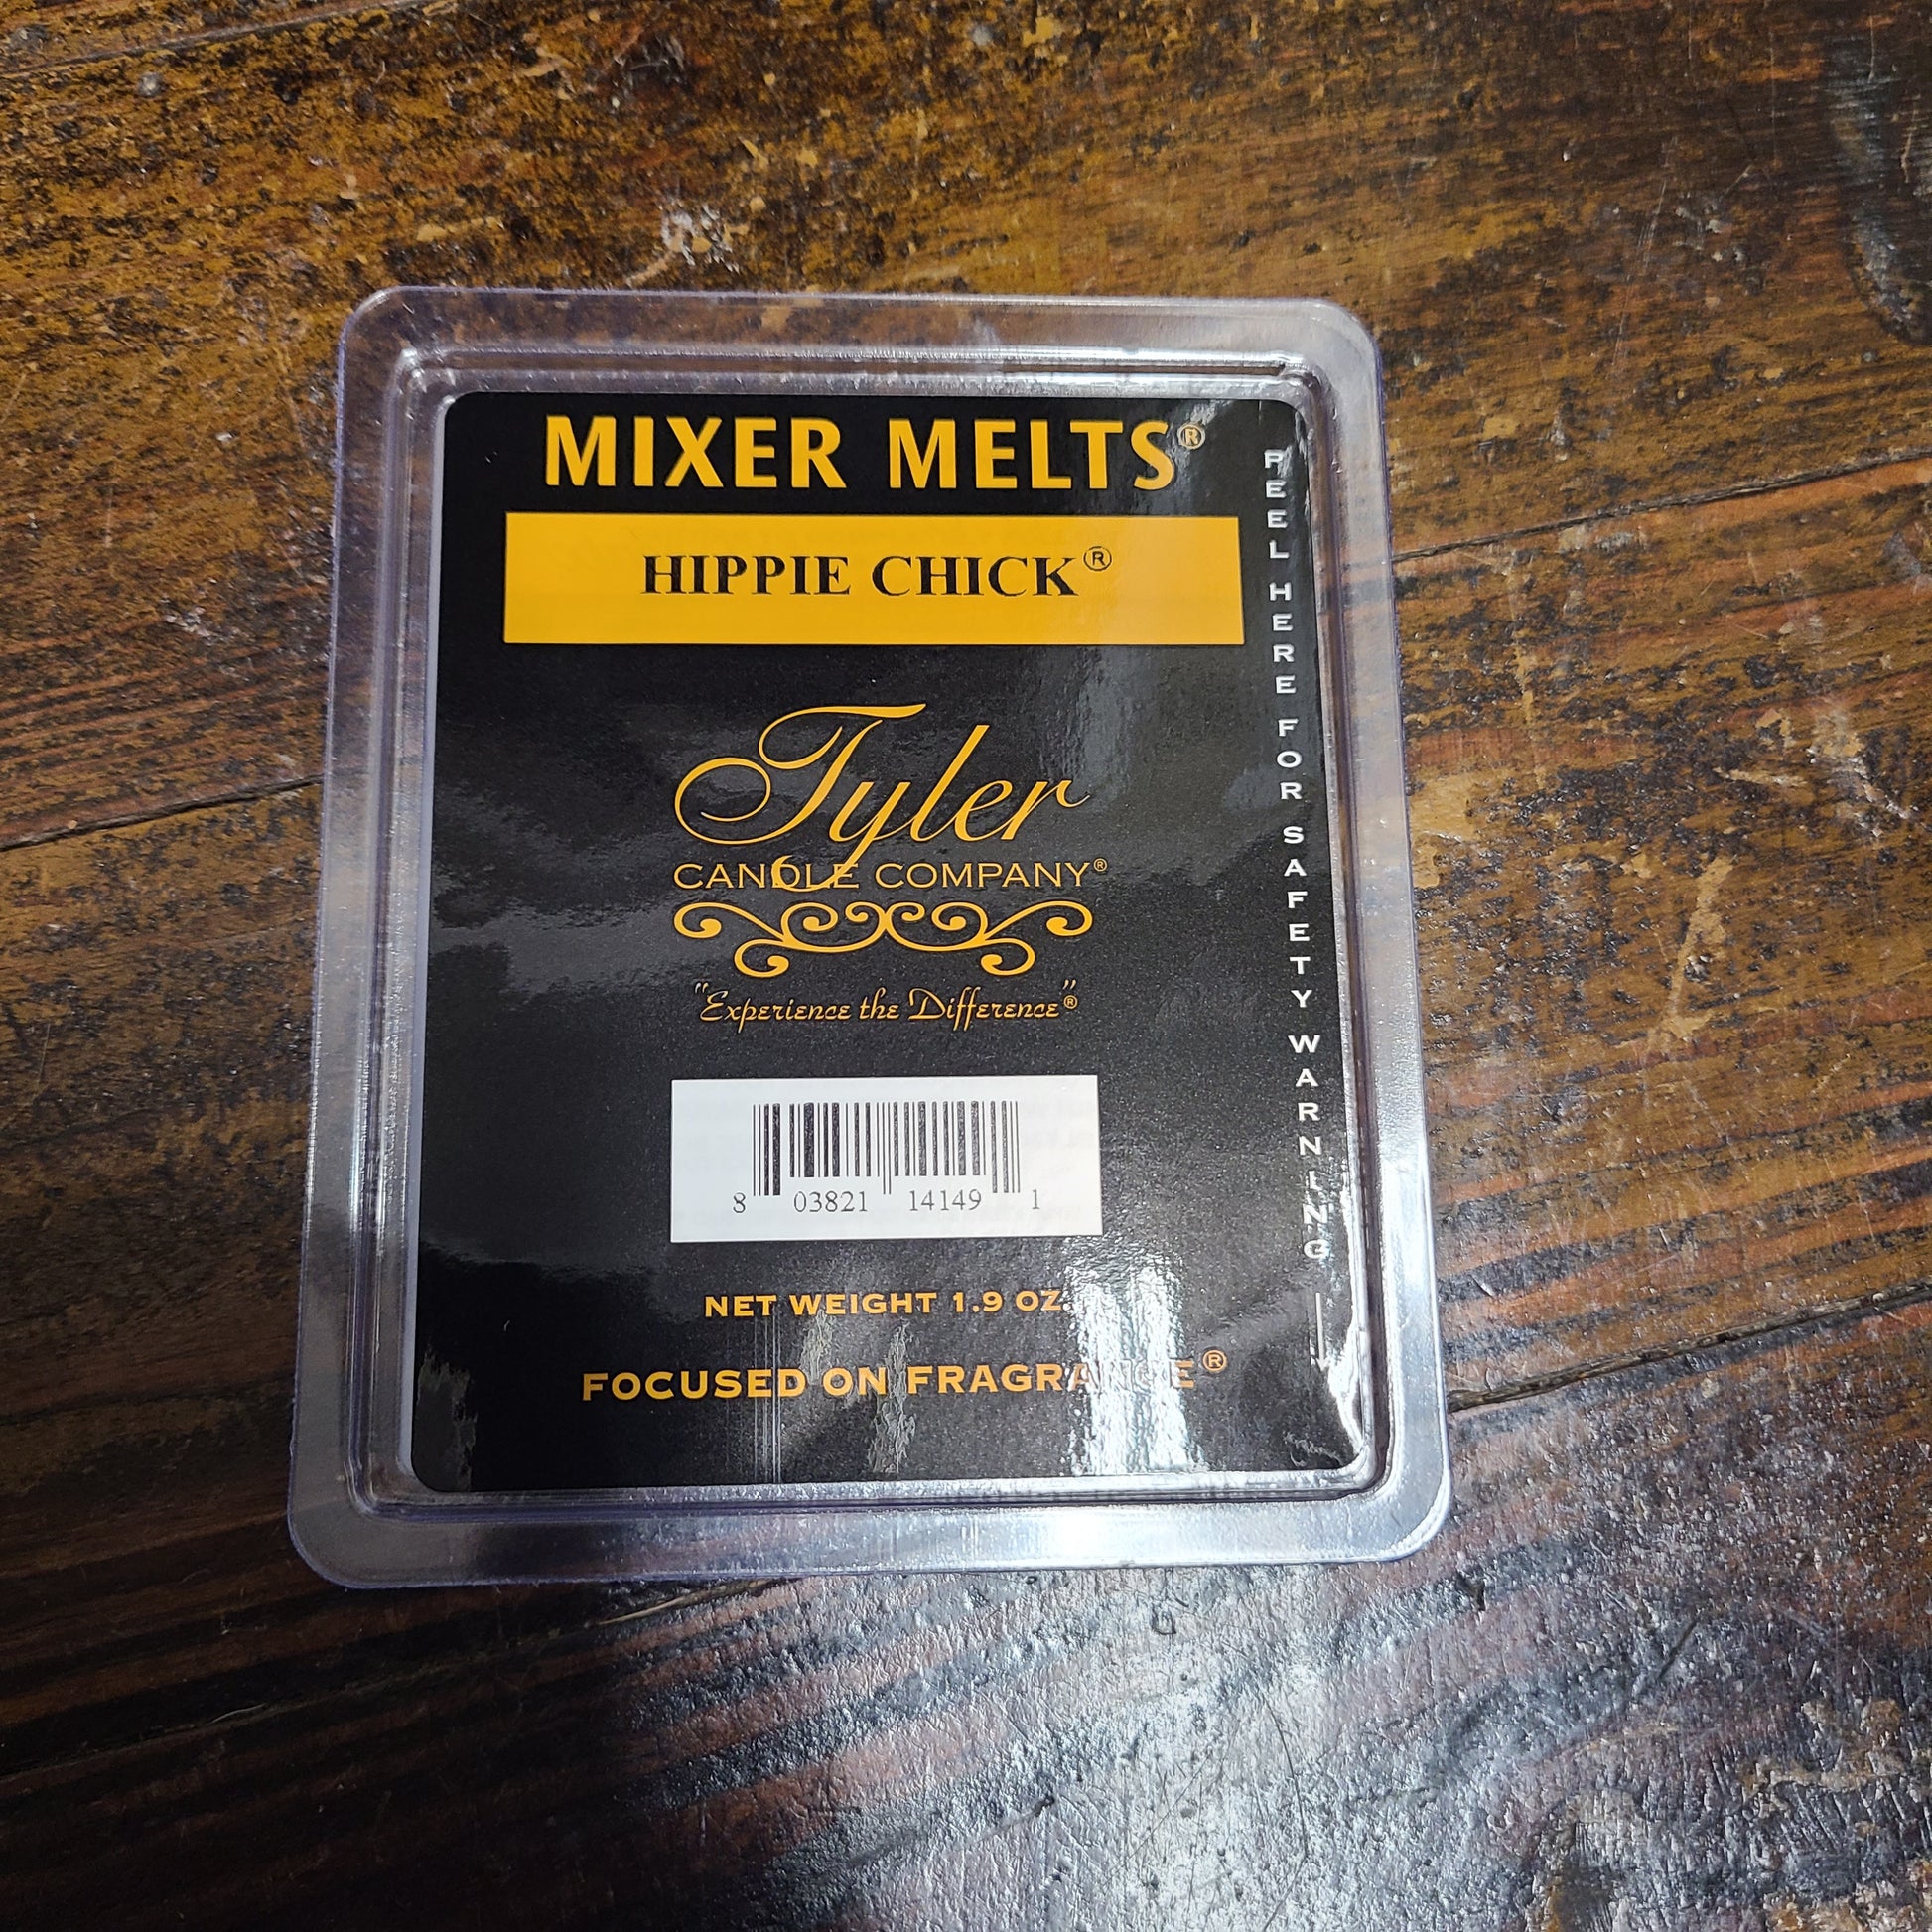 MIXER MELTS®
HIPPIE CHICK®
Tyler
CANDLE COMPANY®
"Experience the Difference"®
8 03821 14149 1
NET WEIGHT 1.9 OZ.
FOCUSED ON FRAGRANCE®
PEEL HERE FOR SAFETY WARNING